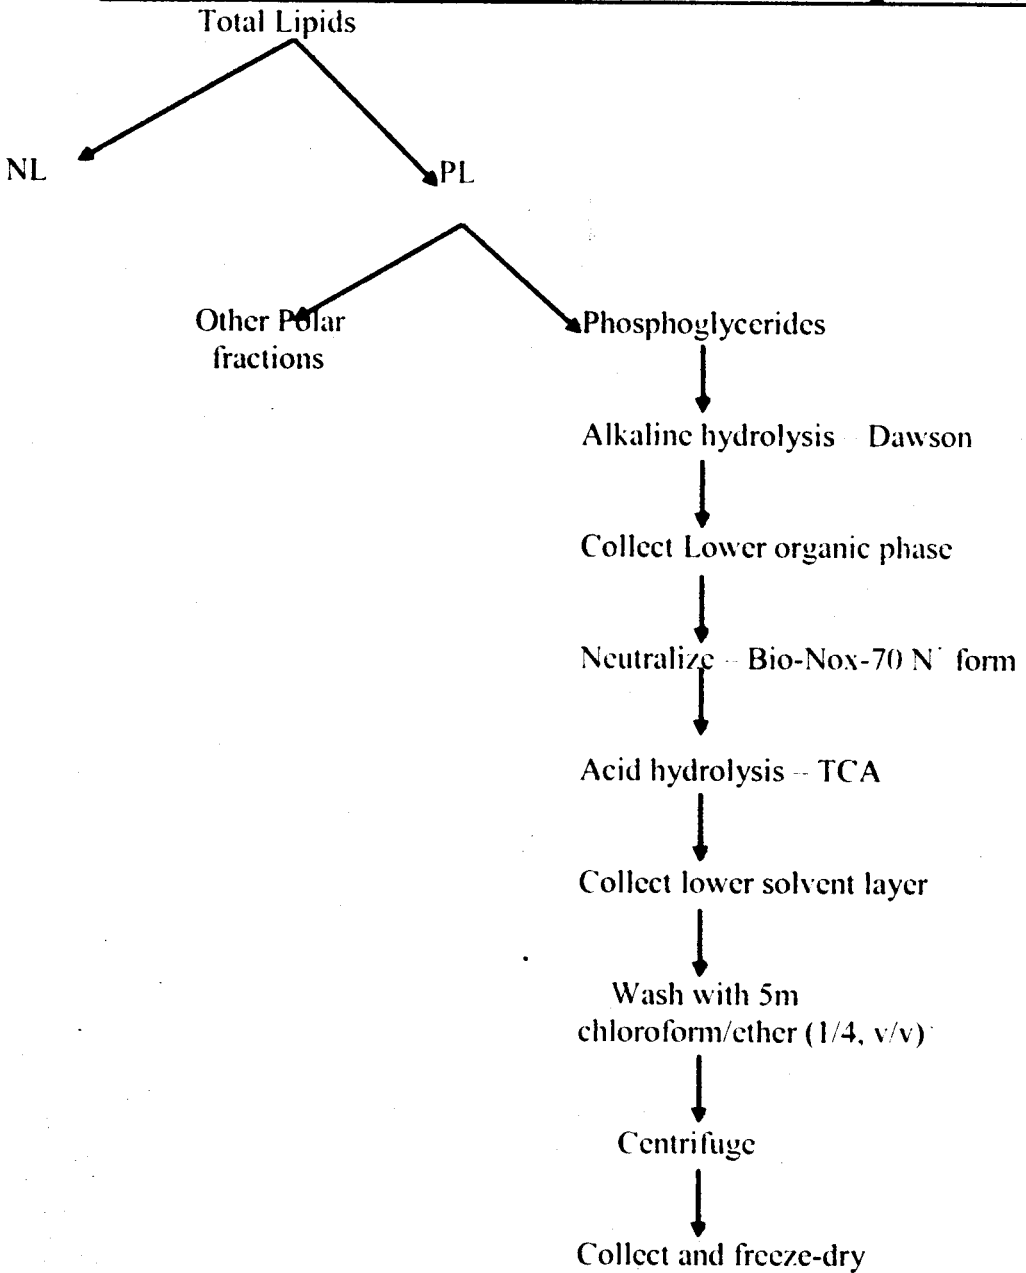 Total Lipids
NL
PL
Other Polar
fractions
Phosphoglycerides
Alkaline hydrolysis – Dawson
Collect Lower organic phase
Neutralize – Bio-Nox-70 N⁺ form
Acid hydrolysis – TCA
Collect lower solvent layer
Wash with 5m
chloroform/ether (1/4, v/v)
Centrifuge
Collect and freeze-dry